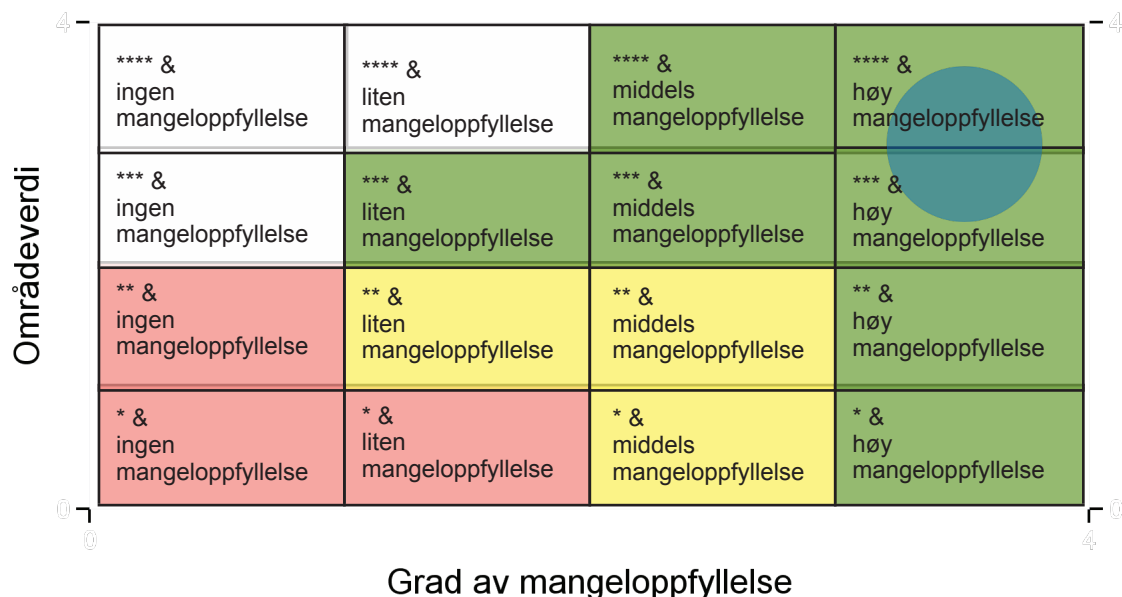 4
4
**** &
ingen
mangeloppfyllelse
**** &
liten
mangeloppfyllelse
**** &
middels
mangeloppfyllelse
**** &
høy
mangeloppfyllelse
*** &
ingen
mangeloppfyllelse
*** &
liten
mangeloppfyllelse
*** &
middels
mangeloppfyllelse
*** &
høy
mangeloppfyllelse
Områdeverdi
** &
ingen
mangeloppfyllelse
** &
liten
mangeloppfyllelse
** &
middels
mangeloppfyllelse
** &
høy
mangeloppfyllelse
* &
ingen
mangeloppfyllelse
* &
liten
mangeloppfyllelse
* &
middels
mangeloppfyllelse
* &
høy
mangeloppfyllelse
0
0
0
4
Grad av mangeloppfyllelse